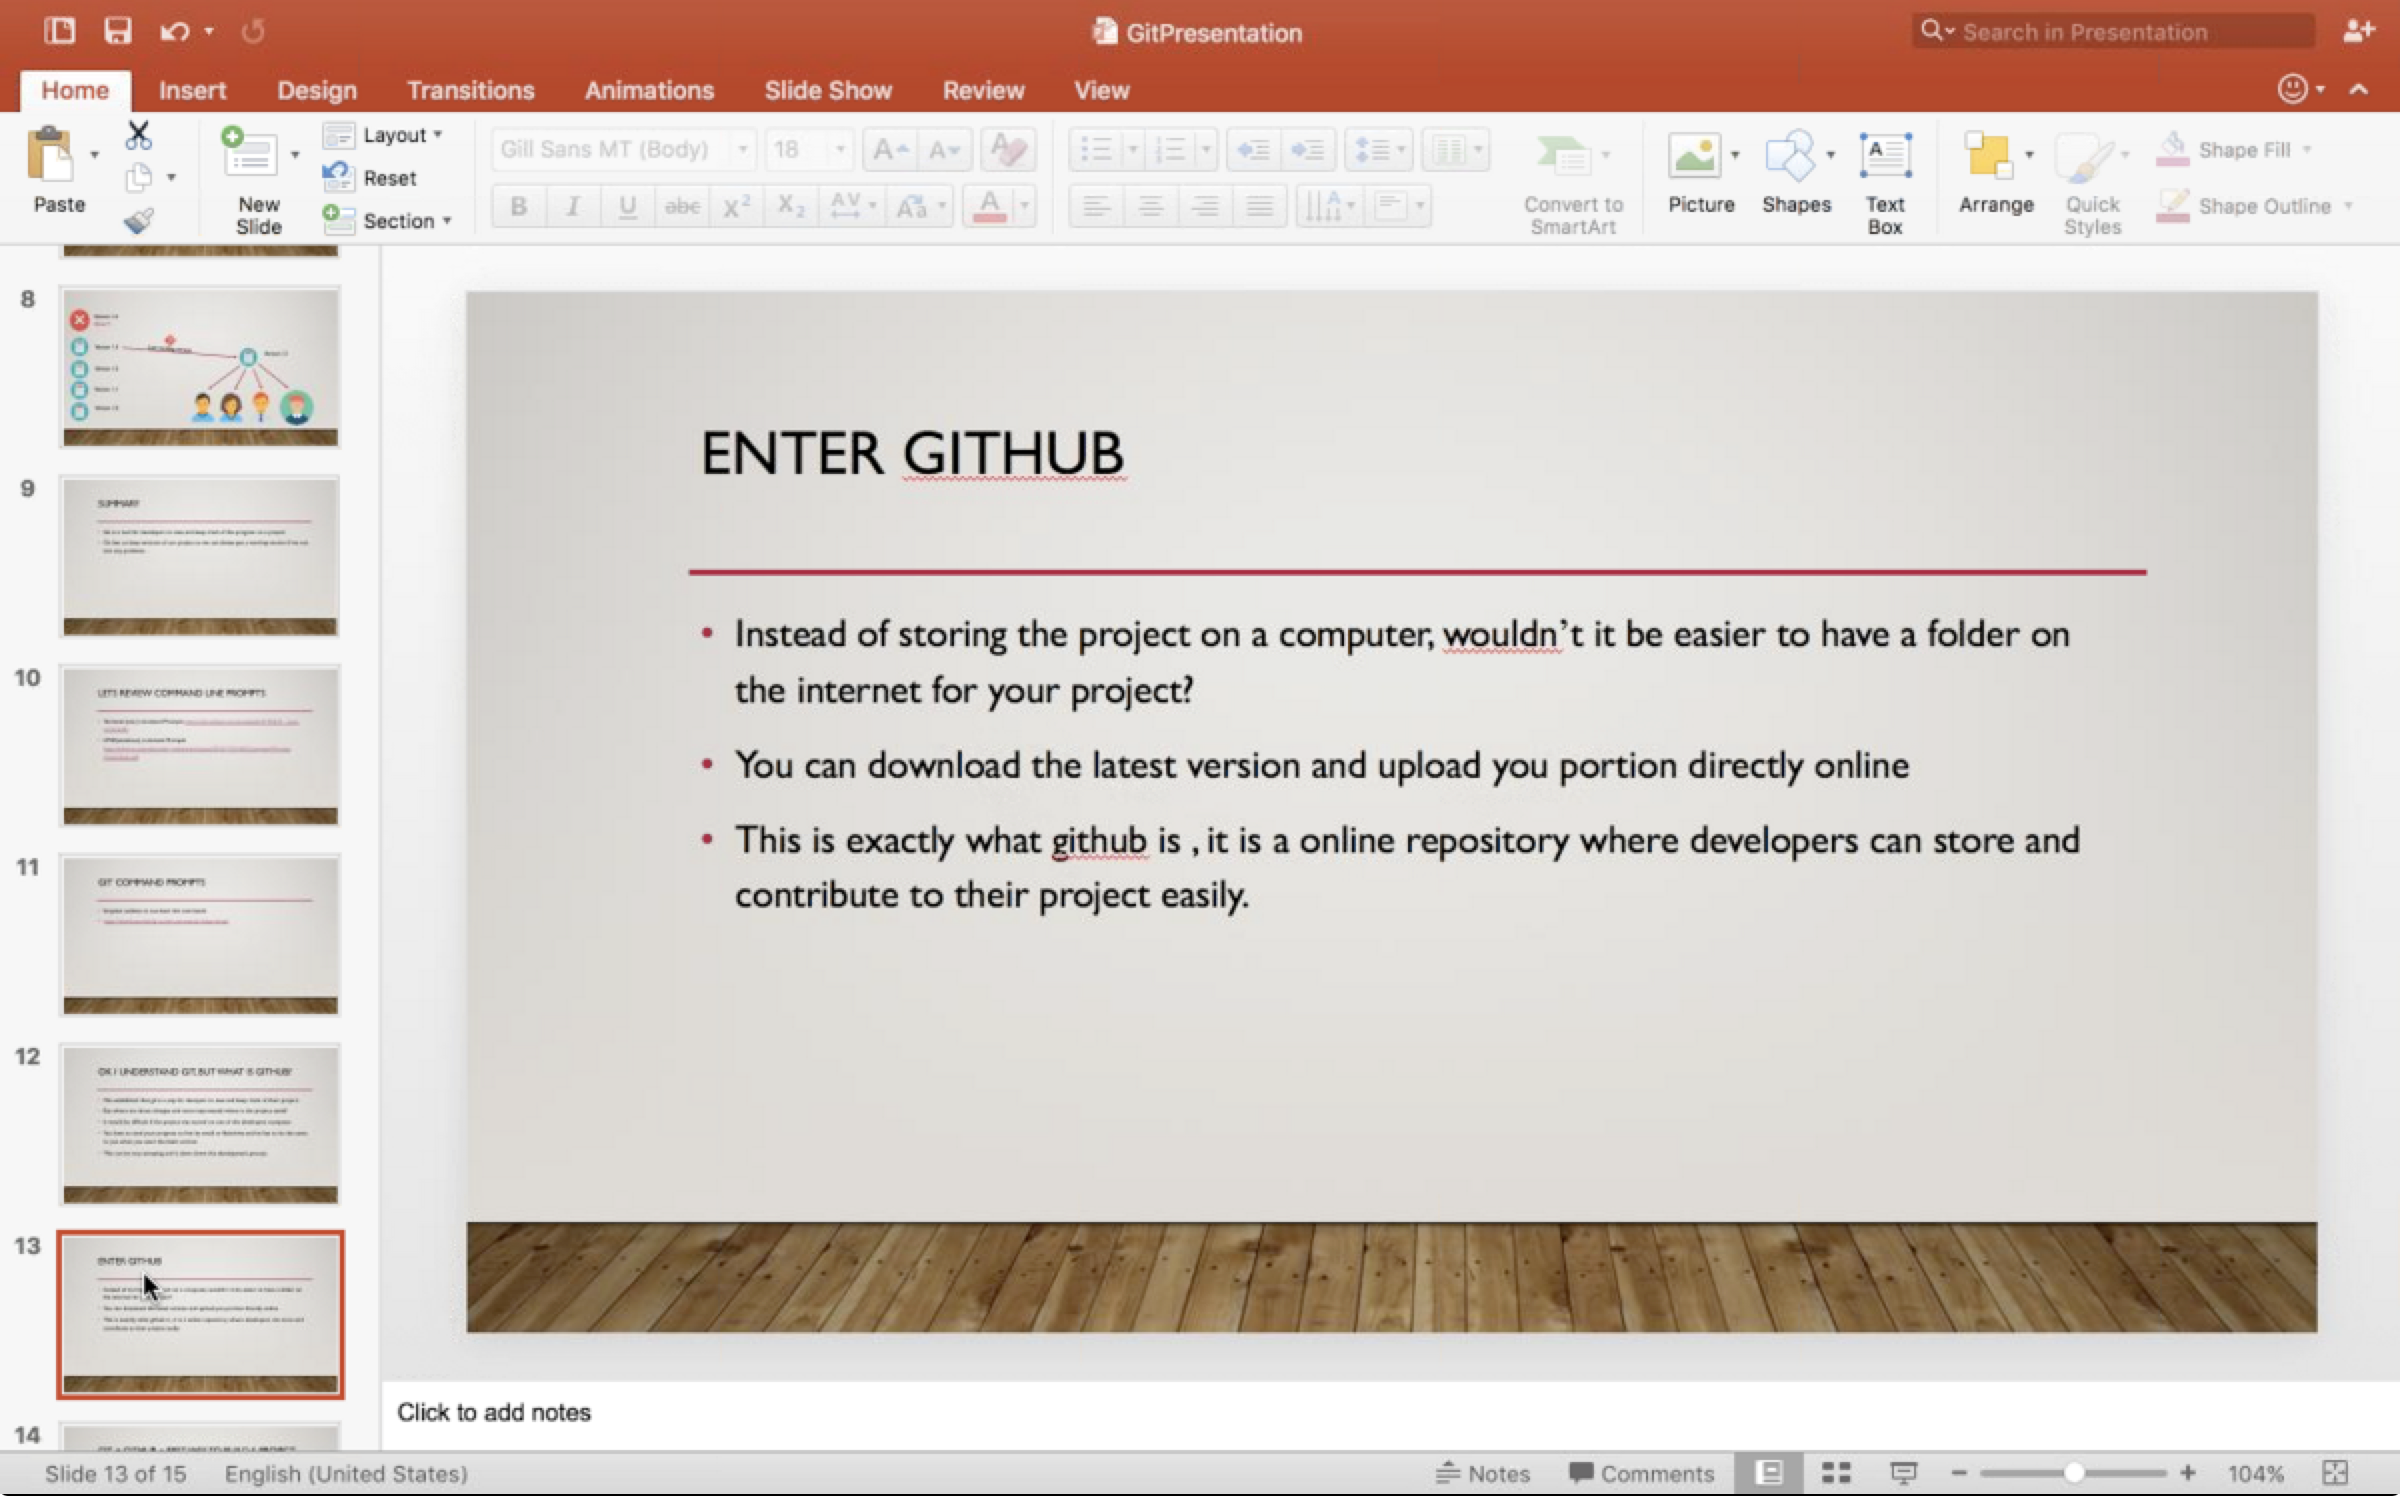 GitPresentation
Search in Presentation
Home Insert Design Transitions Animations Slide Show Review View
Paste
New
Slide
Layout
Reset
Section
Gill Sans MT (Body) 18
B I U abc X² X₂ AV Aa A
Convert to
SmartArt
Picture
Shapes
Text
Box
Arrange
Quick
Styles
Shape Fill
Shape Outline
8
9
SUMMARY
10
LETS REVIEW COMMAND LINE PROMPTS
11
GIT COMMAND PROMPTS
12
OK I UNDERSTAND GIT, BUT WHAT IS GITHUB?
13
ENTER GITHUB
14
ENTER GITHUB
• Instead of storing the project on a computer, wouldn’t it be easier to have a folder on
the internet for your project?
• You can download the latest version and upload you portion directly online
• This is exactly what github is , it is a online repository where developers can store and
contribute to their project easily.
Click to add notes
Slide 13 of 15 English (United States) Notes Comments 104%